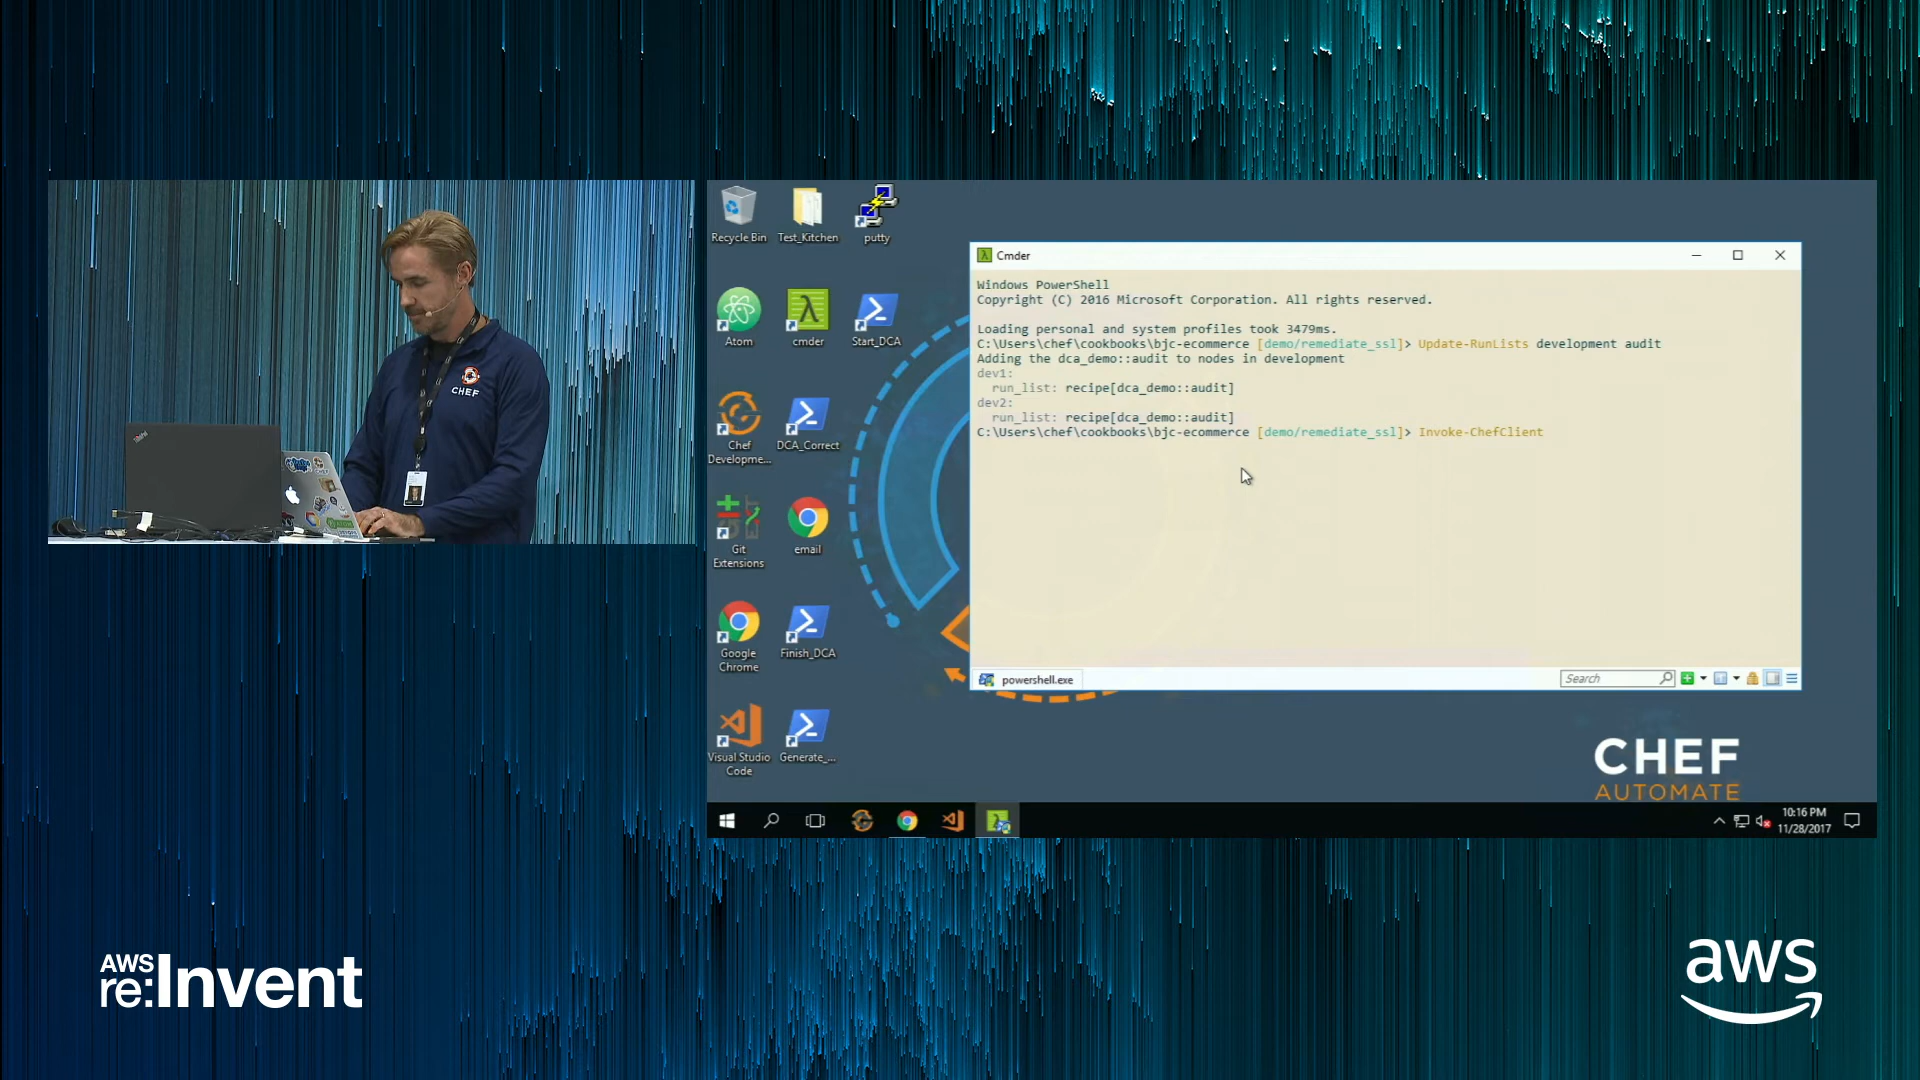 Recycle Bin
Test_Kitchen
putty
Atom
cmder
Start_DCA
Chef
Developme...
DCA_Correct
Git
Extensions
email
Google
Chrome
Finish_DCA
Visual Studio
Code
Generate_...
Cmder
Windows PowerShell
Copyright (C) 2016 Microsoft Corporation. All rights reserved.
Loading personal and system profiles took 3479ms.
C:\Users\chef\cookbooks\bjc-ecommerce [demo/remediate_ssl]> Update-RunLists development audit
Adding the dca_demo::audit to nodes in development
dev1:
run_list: recipe[dca_demo::audit]
dev2:
run_list: recipe[dca_demo::audit]
C:\Users\chef\cookbooks\bjc-ecommerce [demo/remediate_ssl]> Invoke-ChefClient
powershell.exe
Search
CHEF
AUTOMATE
10:16 PM
11/28/2017
CHEF
AWS
re:Invent
aws